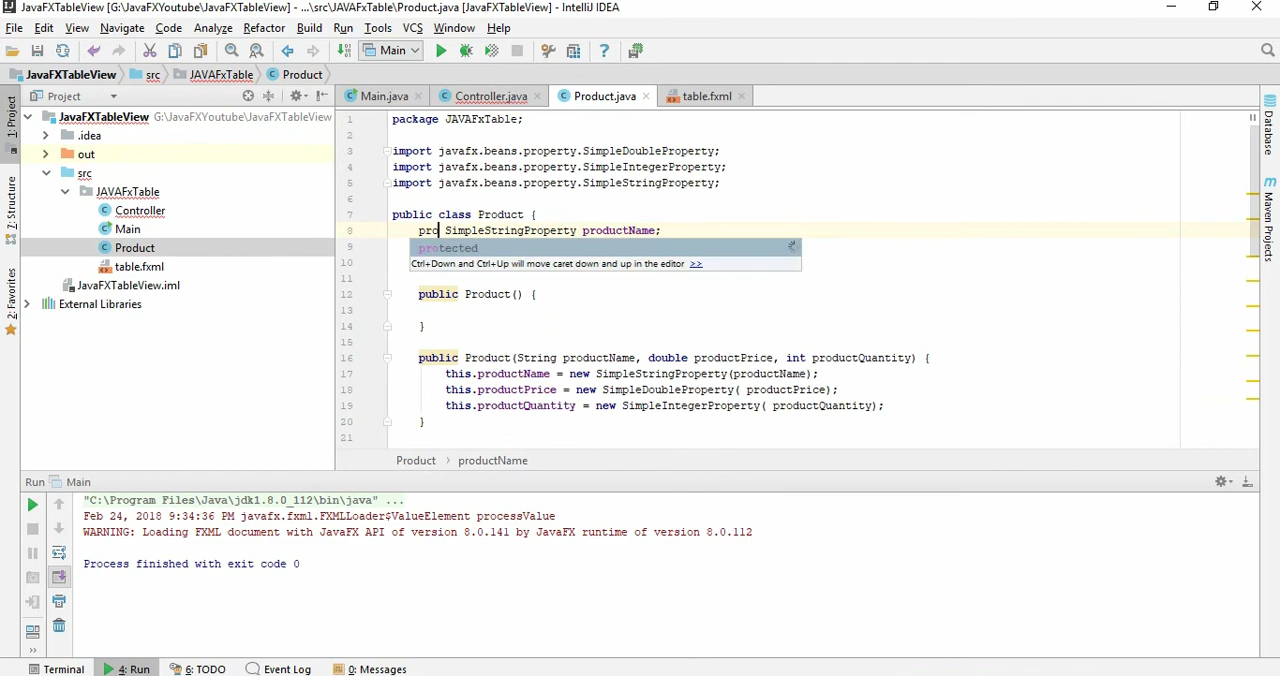 JavaFXTableView [G:\JavaFXYoutube\JavaFXTableView] - ...\src\JAVAFxTable\Product.java [JavaFXTableView] - IntelliJ IDEA
File Edit View Navigate Code Analyze Refactor Build Run Tools VCS Window Help
Main
JavaFXTableView src JAVAFxTable Product
Project
Main.java Controller.java Product.java table.fxml
1: Project
JavaFXTableView G:\JavaFXYoutube\JavaFXTableView
.idea
out
src
JAVAFxTable
Controller
Main
Product
table.fxml
JavaFXTableView.iml
External Libraries
7: Structure
2: Favorites
Database
Maven Projects
1 package JAVAFxTable;
2
3 import javafx.beans.property.SimpleDoubleProperty;
4 import javafx.beans.property.SimpleIntegerProperty;
5 import javafx.beans.property.SimpleStringProperty;
6
7 public class Product {
8 pro SimpleStringProperty productName;
9 protected
10 Ctrl+Down and Ctrl+Up will move caret down and up in the editor >>
11
12 public Product() {
13
14 }
15
16 public Product(String productName, double productPrice, int productQuantity) {
17 this.productName = new SimpleStringProperty(productName);
18 this.productPrice = new SimpleDoubleProperty( productPrice);
19 this.productQuantity = new SimpleIntegerProperty( productQuantity);
20 }
21
Product productName
Run Main
"C:\Program Files\Java\jdk1.8.0_112\bin\java" ...
Feb 24, 2018 9:34:36 PM javafx.fxml.FXMLLoader$ValueElement processValue
WARNING: Loading FXML document with JavaFX API of version 8.0.141 by JavaFX runtime of version 8.0.112
Process finished with exit code 0
Terminal 4: Run 6: TODO Event Log 0: Messages